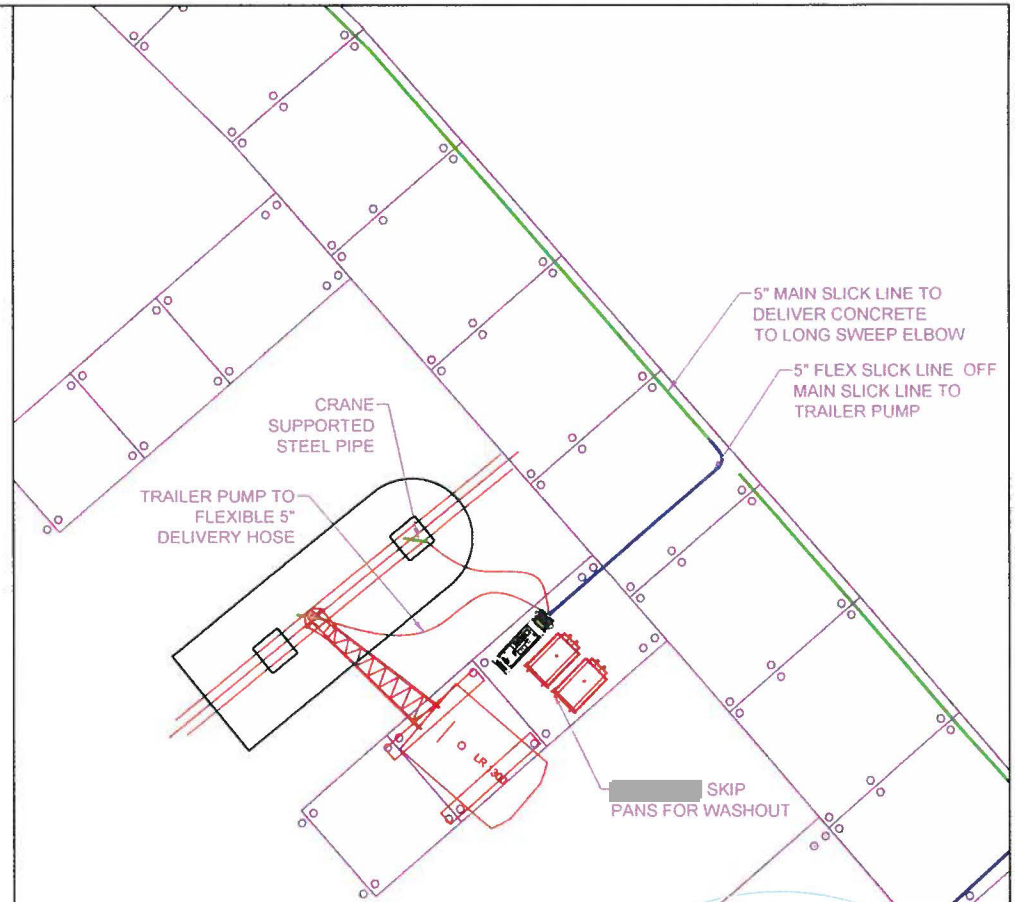 5" MAIN SLICK LINE TO
DELIVER CONCRETE
TO LONG SWEEP ELBOW
5" FLEX SLICK LINE OFF
MAIN SLICK LINE TO
TRAILER PUMP
CRANE
SUPPORTED
STEEL PIPE
TRAILER PUMP TO
FLEXIBLE 5"
DELIVERY HOSE
LR
SKIP
PANS FOR WASHOUT